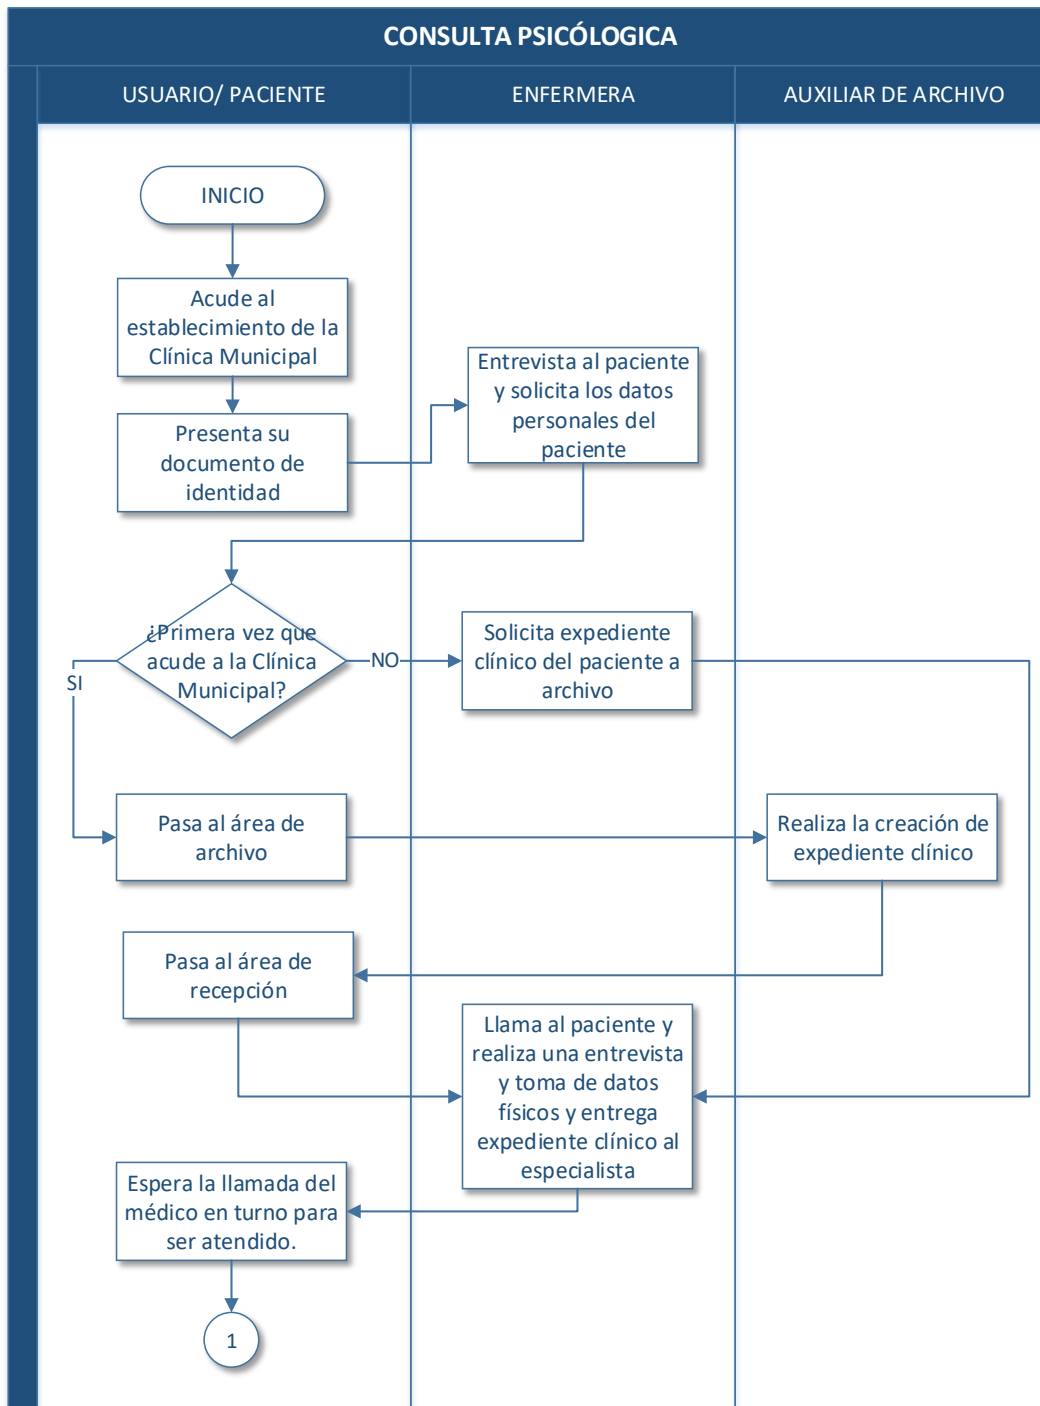 CONSULTA PSICÓLOGICA
USUARIO/ PACIENTE
ENFERMERA
AUXILIAR DE ARCHIVO
INICIO
Acude al
establecimiento de la
Clínica Municipal
Presenta su
documento de
identidad
Entrevista al paciente
y solicita los datos
personales del
paciente
¿Primera vez que
acude a la Clínica
Municipal?
SI
NO
Solicita expediente
clínico del paciente a
archivo
Pasa al área de
archivo
Realiza la creación de
expediente clínico
Pasa al área de
recepción
Llama al paciente y
realiza una entrevista
y toma de datos
físicos y entrega
expediente clínico al
especialista
Espera la llamada del
médico en turno para
ser atendido.
1